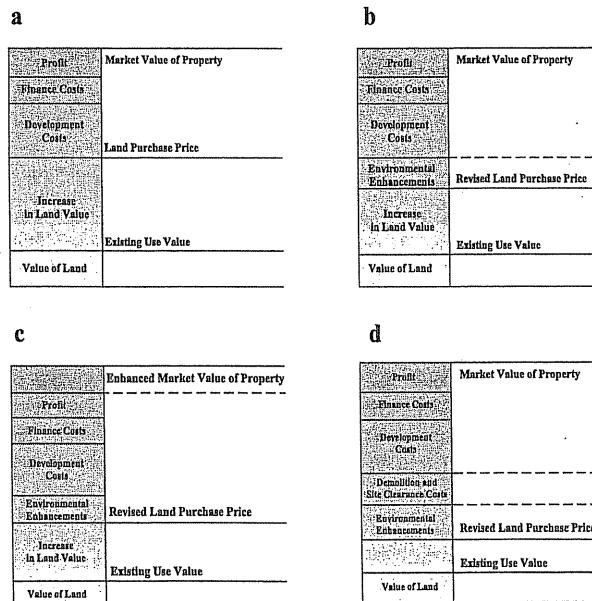 a
Profit
Market Value of Property
Finance Costs
Development
Costs
Land Purchase Price
Increase
in Land Value
Existing Use Value
Value of Land
b
Profit
Market Value of Property
Finance Costs
Development
Costs
Environmental
Enhancements
Revised Land Purchase Price
Increase
in Land Value
Existing Use Value
Value of Land
c
Enhanced Market Value of Property
Profit
Finance Costs
Development
Costs
Environmental
Enhancements
Revised Land Purchase Price
Increase
in Land Value
Existing Use Value
Value of Land
d
Profit
Market Value of Property
Finance Costs
Development
Costs
Demolition and
Site Clearance Costs
Environmental
Enhancements
Revised Land Purchase Price
Existing Use Value
Value of Land